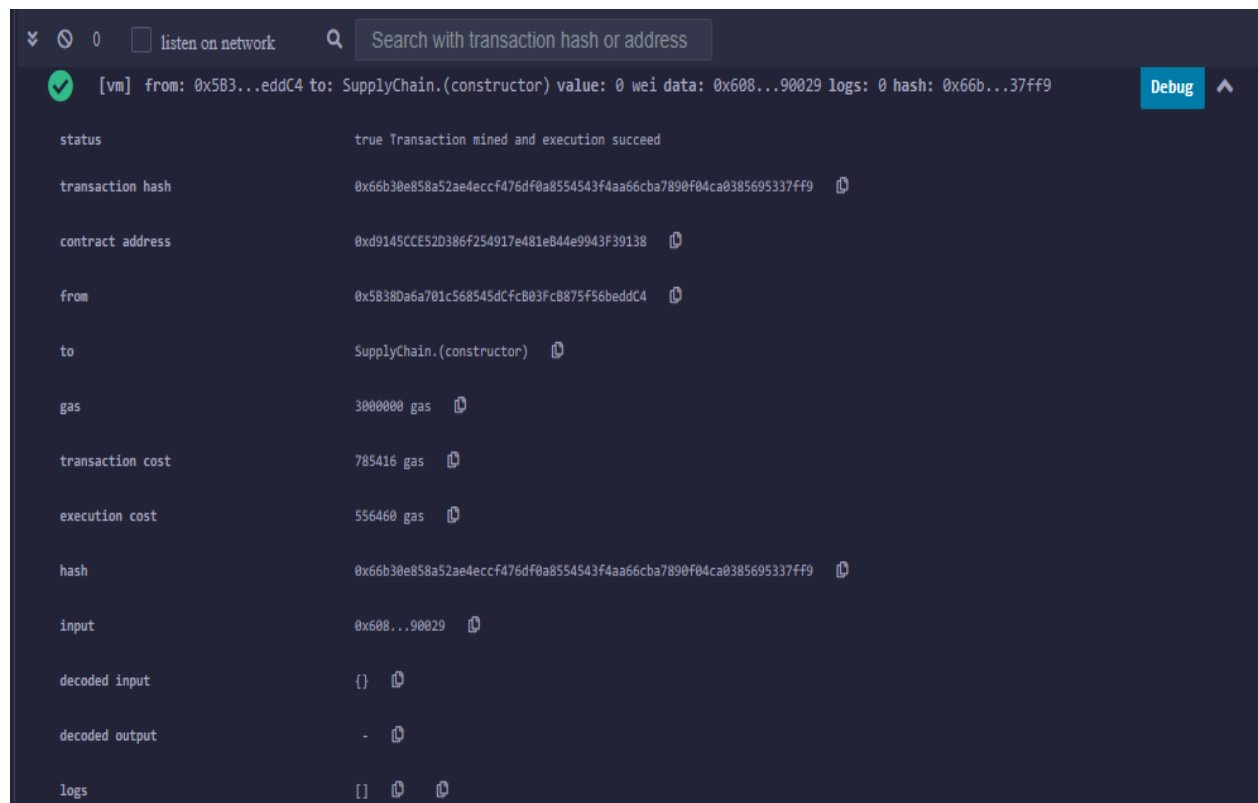 0 listen on network Search with transaction hash or address
[vm] from: 0x5B3...eddC4 to: SupplyChain.(constructor) value: 0 wei data: 0x608...90029 logs: 0 hash: 0x66b...37ff9 Debug
status true Transaction mined and execution succeed
transaction hash 0x66b30e858a52ae4eccf476df0a8554543f4aa66cba7890f04ca0385695337ff9
contract address 0xd9145CCE52D386f254917e481eB44e9943F39138
from 0x5B38Da6a701c568545dCfcB03FcB875f56beddC4
to SupplyChain.(constructor)
gas 3000000 gas
transaction cost 785416 gas
execution cost 556460 gas
hash 0x66b30e858a52ae4eccf476df0a8554543f4aa66cba7890f04ca0385695337ff9
input 0x608...90029
decoded input {}
decoded output -
logs []